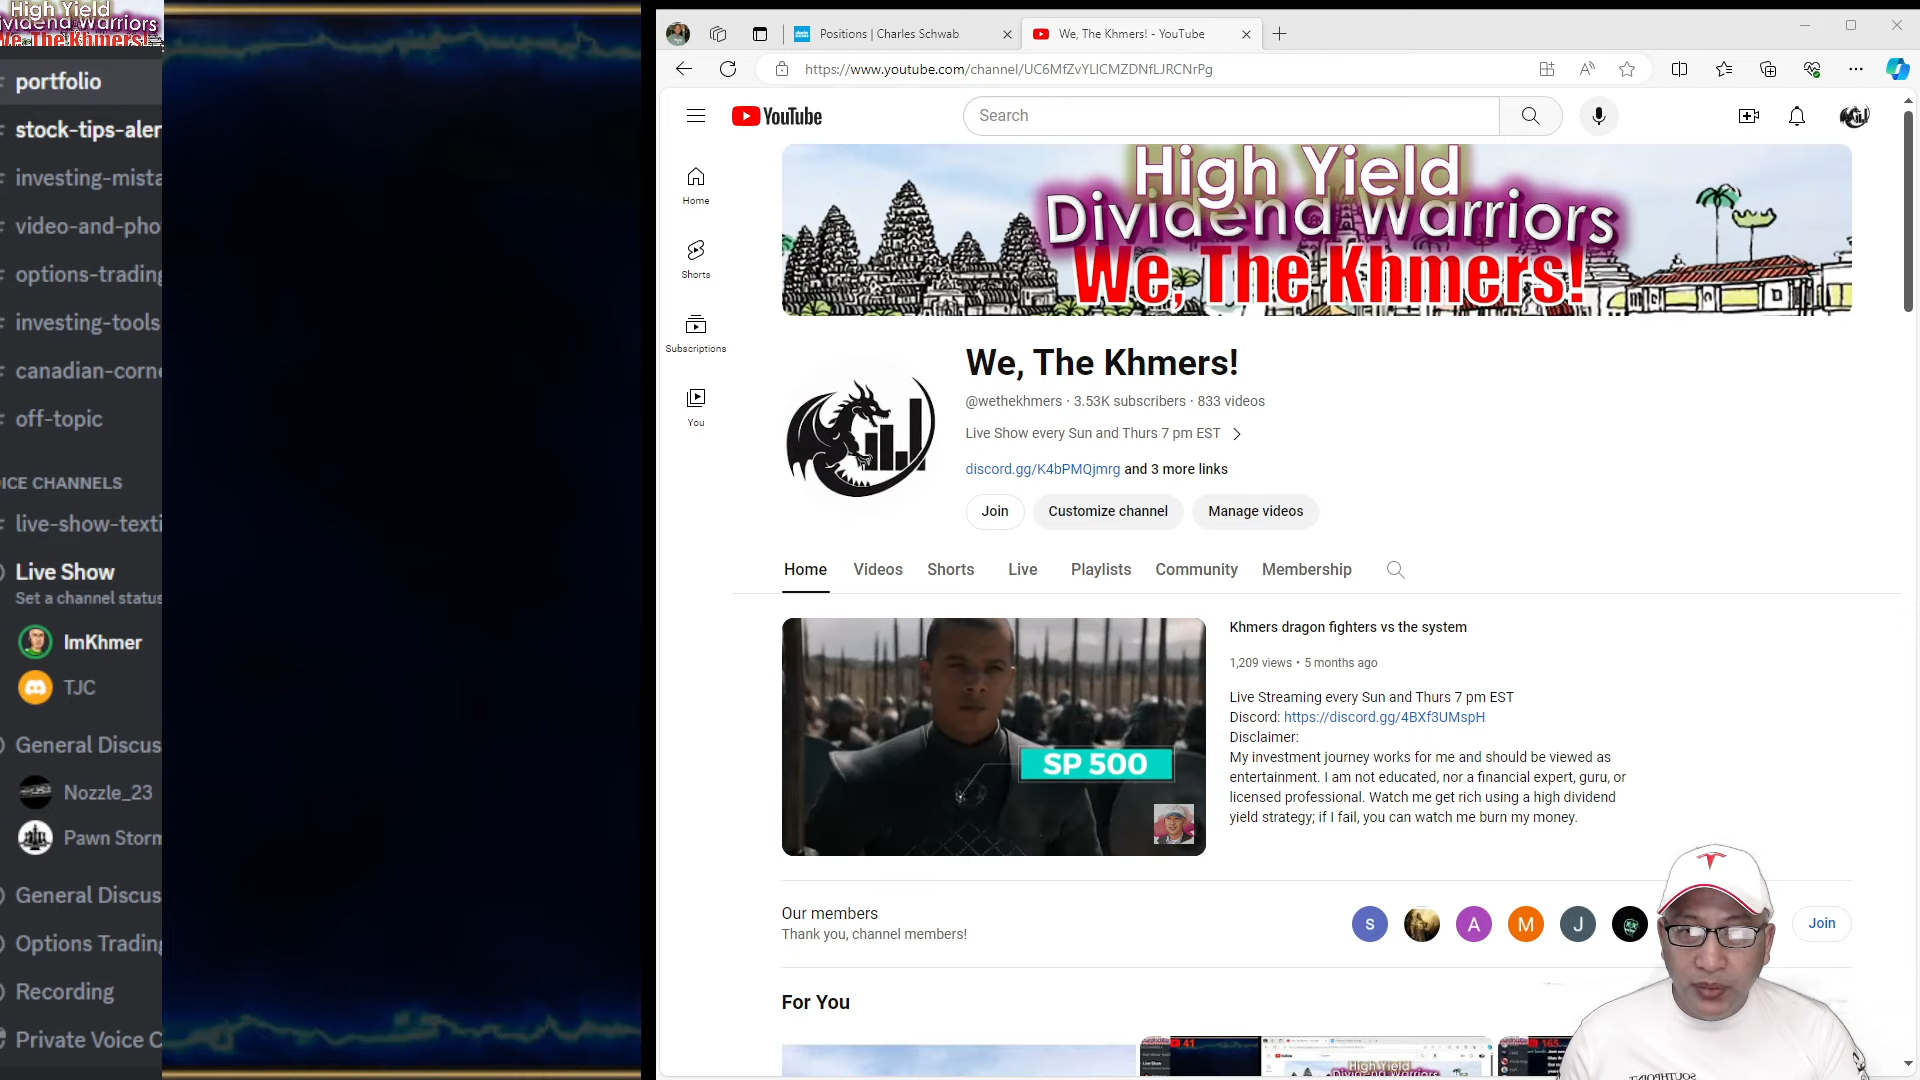 High Yield
Dividend Warriors
We, The Khmers!
portfolio
stock-tips-aler
investing-mista
video-and-pho
options-trading
investing-tools
canadian-corne
off-topic
ICE CHANNELS
live-show-texti
Live Show
Set a channel status
ImKhmer
TJC
General Discus
Nozzle_23
Pawn Storm
General Discus
Options Trading
Recording
Private Voice C
Positions | Charles Schwab
We, The Khmers! - YouTube
https://www.youtube.com/channel/UC6MfZvYLICMZDNfLJRCNrPg
YouTube
Search
Home
Shorts
Subscriptions
You
High Yield
Dividend Warriors
We, The Khmers!
We, The Khmers!
@wethekhmers · 3.53K subscribers · 833 videos
Live Show every Sun and Thurs 7 pm EST
discord.gg/K4bPMQjmrg and 3 more links
Join
Customize channel
Manage videos
Home
Videos
Shorts
Live
Playlists
Community
Membership
SP 500
Khmers dragon fighters vs the system
1,209 views • 5 months ago
Live Streaming every Sun and Thurs 7 pm EST
Discord: https://discord.gg/4BXf3UMspH
Disclaimer:
My investment journey works for me and should be viewed as
entertainment. I am not educated, nor a financial expert, guru, or
licensed professional. Watch me get rich using a high dividend
yield strategy; if I fail, you can watch me burn my money.
Our members
Thank you, channel members!
S
A
M
J
Join
For You
41
165
SOUTHPOINT